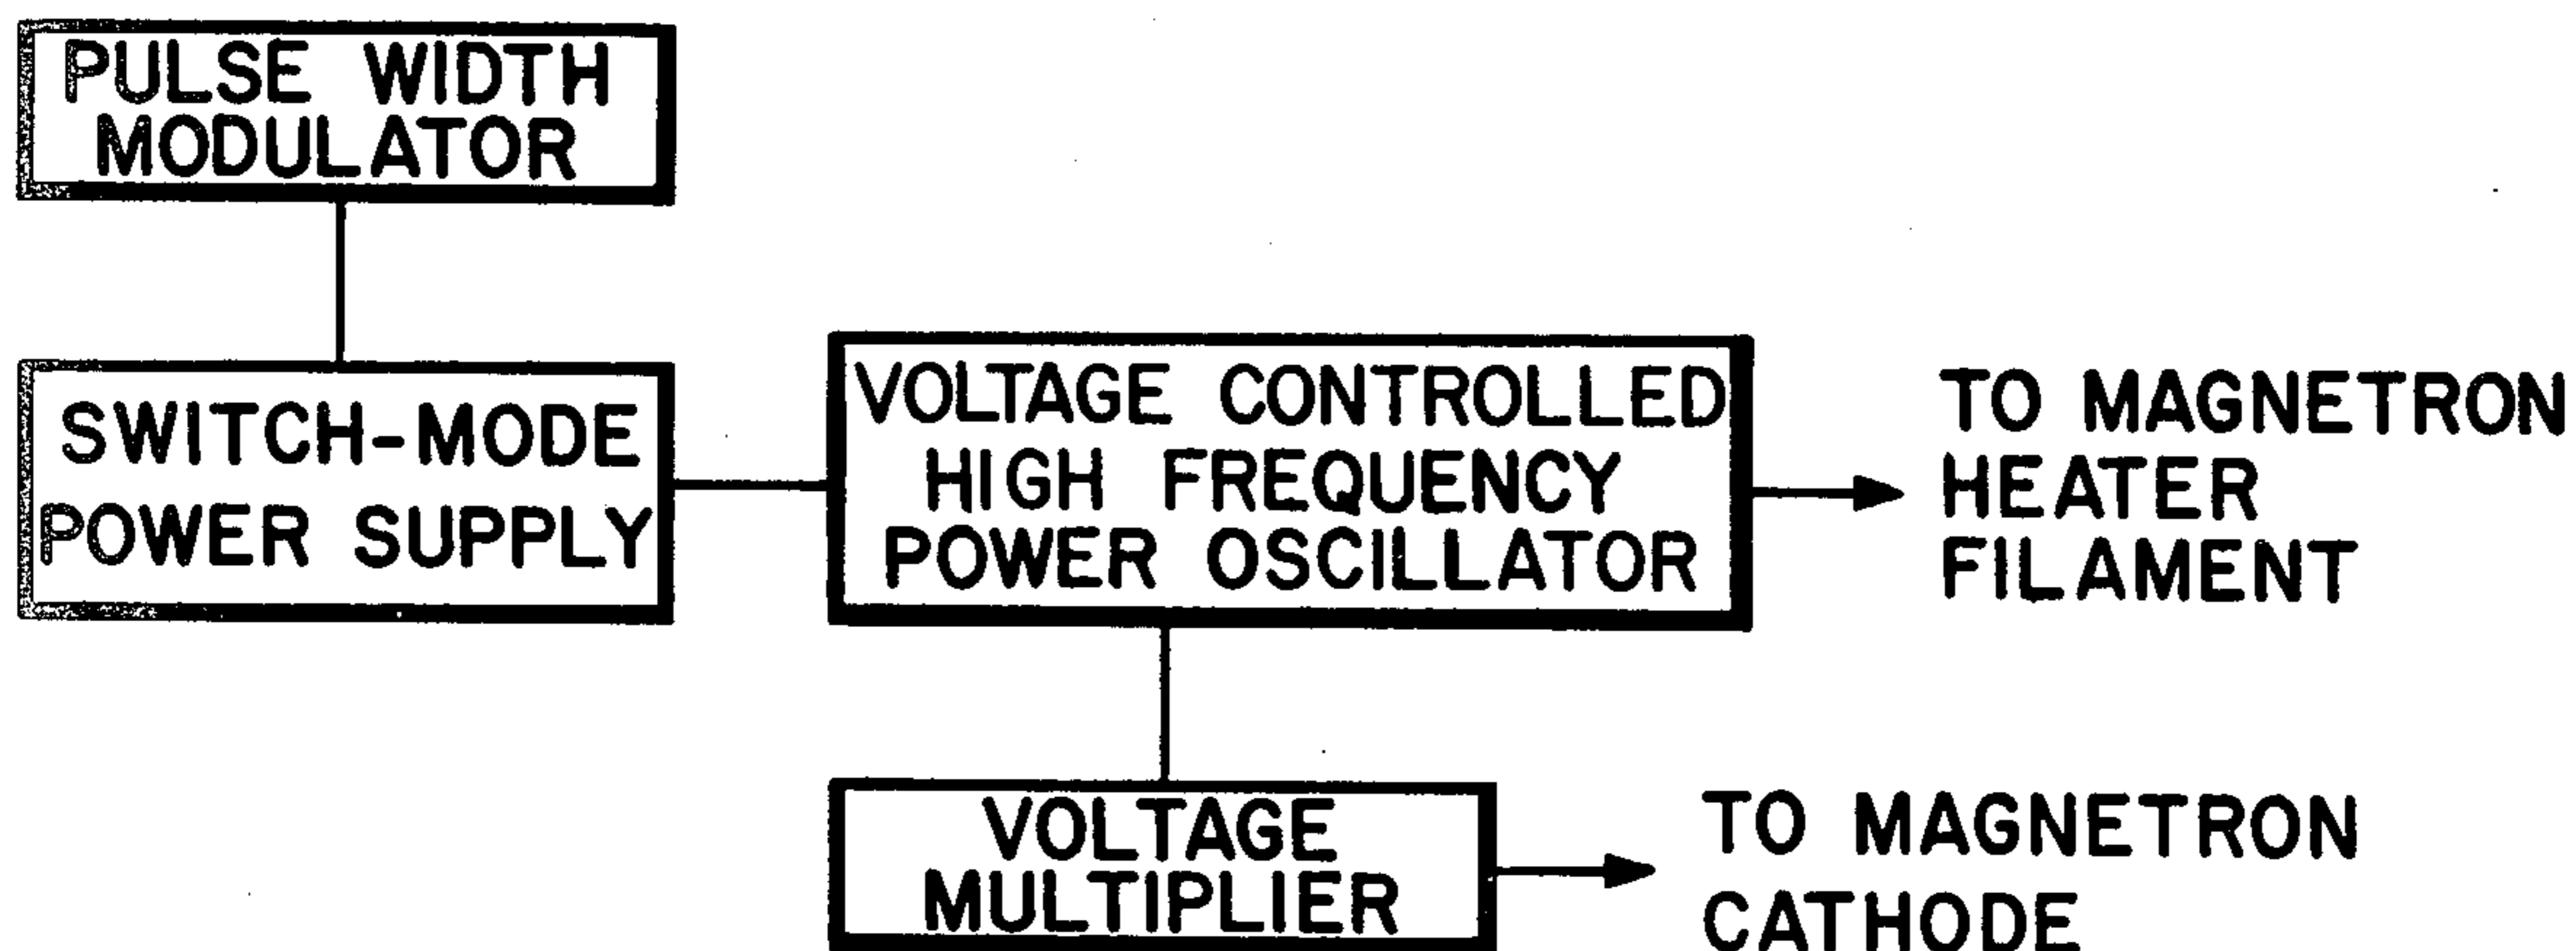 PULSE WIDTH
MODULATOR
SWITCH-MODE
POWER SUPPLY
VOLTAGE CONTROLLED
HIGH FREQUENCY
POWER OSCILLATOR
TO MAGNETRON
HEATER
FILAMENT
VOLTAGE
MULTIPLIER
TO MAGNETRON
CATHODE